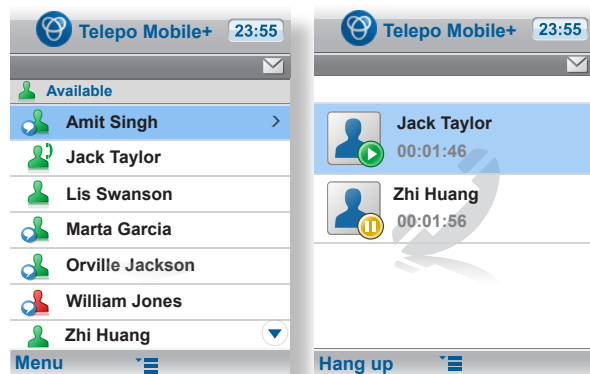 Telepo Mobile+ 23:55
Available
Amit Singh
Jack Taylor
Lis Swanson
Marta Garcia
Orville Jackson
William Jones
Zhi Huang
Menu
Telepo Mobile+ 23:55
Jack Taylor
00:01:46
Zhi Huang
00:01:56
Hang up